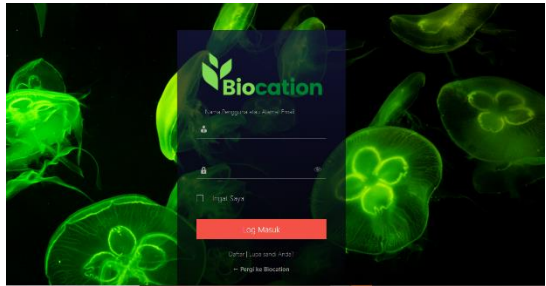 Biocation
Nama Pengguna atau Alamat Email
Ingat Saya
Log Masuk
Daftar | Lupa sandi Anda?
← Pergi ke Biocation